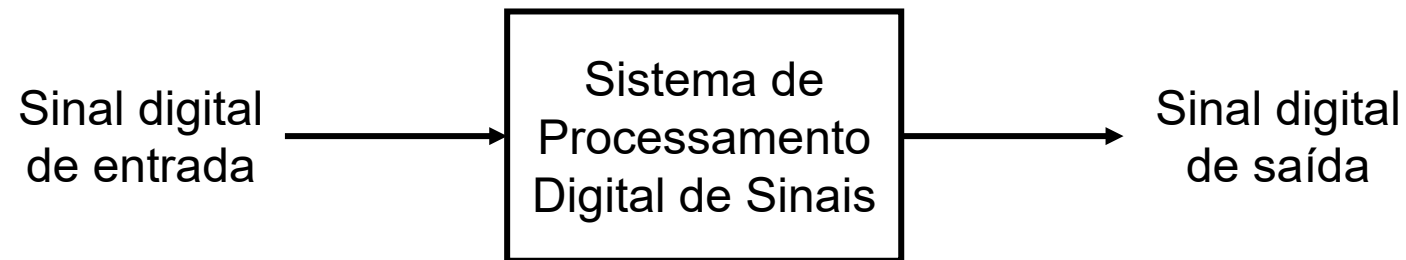 Sinal digital
de entrada
Sistema de
Processamento
Digital de Sinais
Sinal digital
de saída